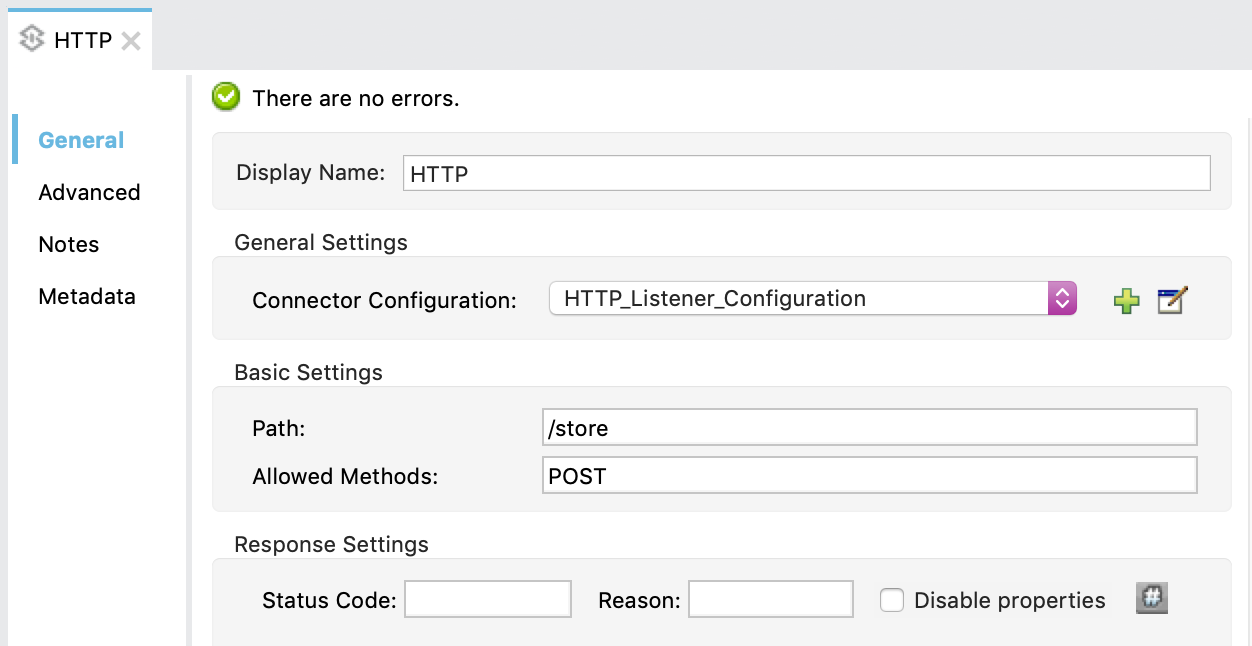 HTTP
There are no errors.
General
Advanced
Notes
Metadata
Display Name: HTTP
General Settings
Connector Configuration: HTTP_Listener_Configuration
Basic Settings
Path: /store
Allowed Methods: POST
Response Settings
Status Code: Reason: Disable properties #